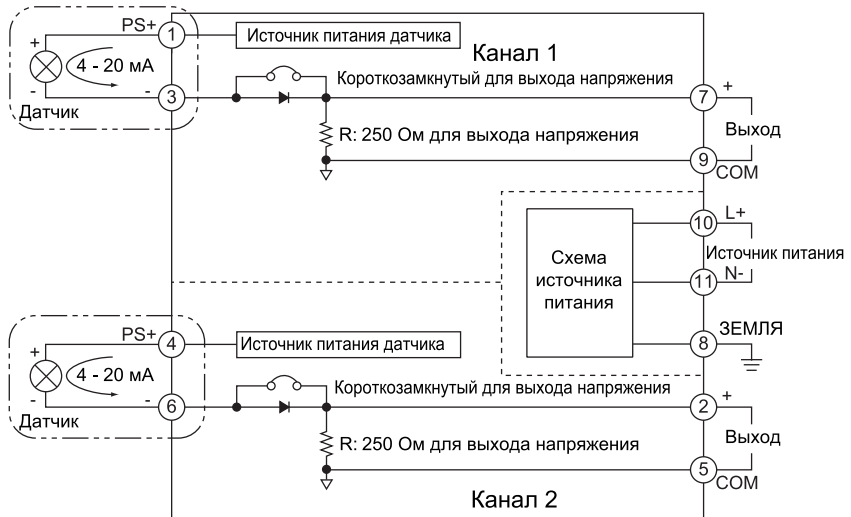 PS+
1
Источник питания датчика
Канал 1
+
4 - 20 мА
-
-
3
Датчик
Короткозамкнутый для выхода напряжения
7
+
R: 250 Ом для выхода напряжения
Выход
9
COM
10
L+
Схема
источника
питания
Источник питания
11
N-
8
ЗЕМЛЯ
PS+
4
Источник питания датчика
+
4 - 20 мА
-
-
6
Датчик
Короткозамкнутый для выхода напряжения
2
+
R: 250 Ом для выхода напряжения
Выход
5
COM
Канал 2